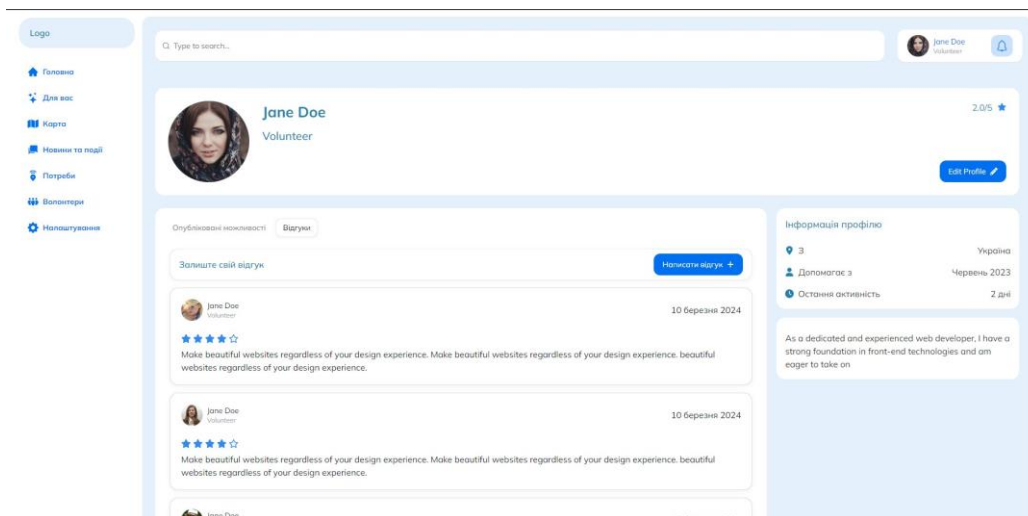 Logo
Type to search...
Jane Doe
Volunteer
Головна
Для вас
Карта
Новини та події
Потреби
Волонтери
Налаштування
Jane Doe
Volunteer
2.0/5
Edit Profile
Опубліковані можливості
Відгуки
Залиште свій відгук
Написати відгук +
Jane Doe
Volunteer
10 березня 2024
Make beautiful websites regardless of your design experience. Make beautiful websites regardless of your design experience. beautiful
websites regardless of your design experience.
Jane Doe
Volunteer
10 березня 2024
Make beautiful websites regardless of your design experience. Make beautiful websites regardless of your design experience. beautiful
websites regardless of your design experience.
Jane Doe
Інформація профілю
З Україна
Допомагає з Червень 2023
Остання активність 2 дні
As a dedicated and experienced web developer, I have a
strong foundation in front-end technologies and am
eager to take on